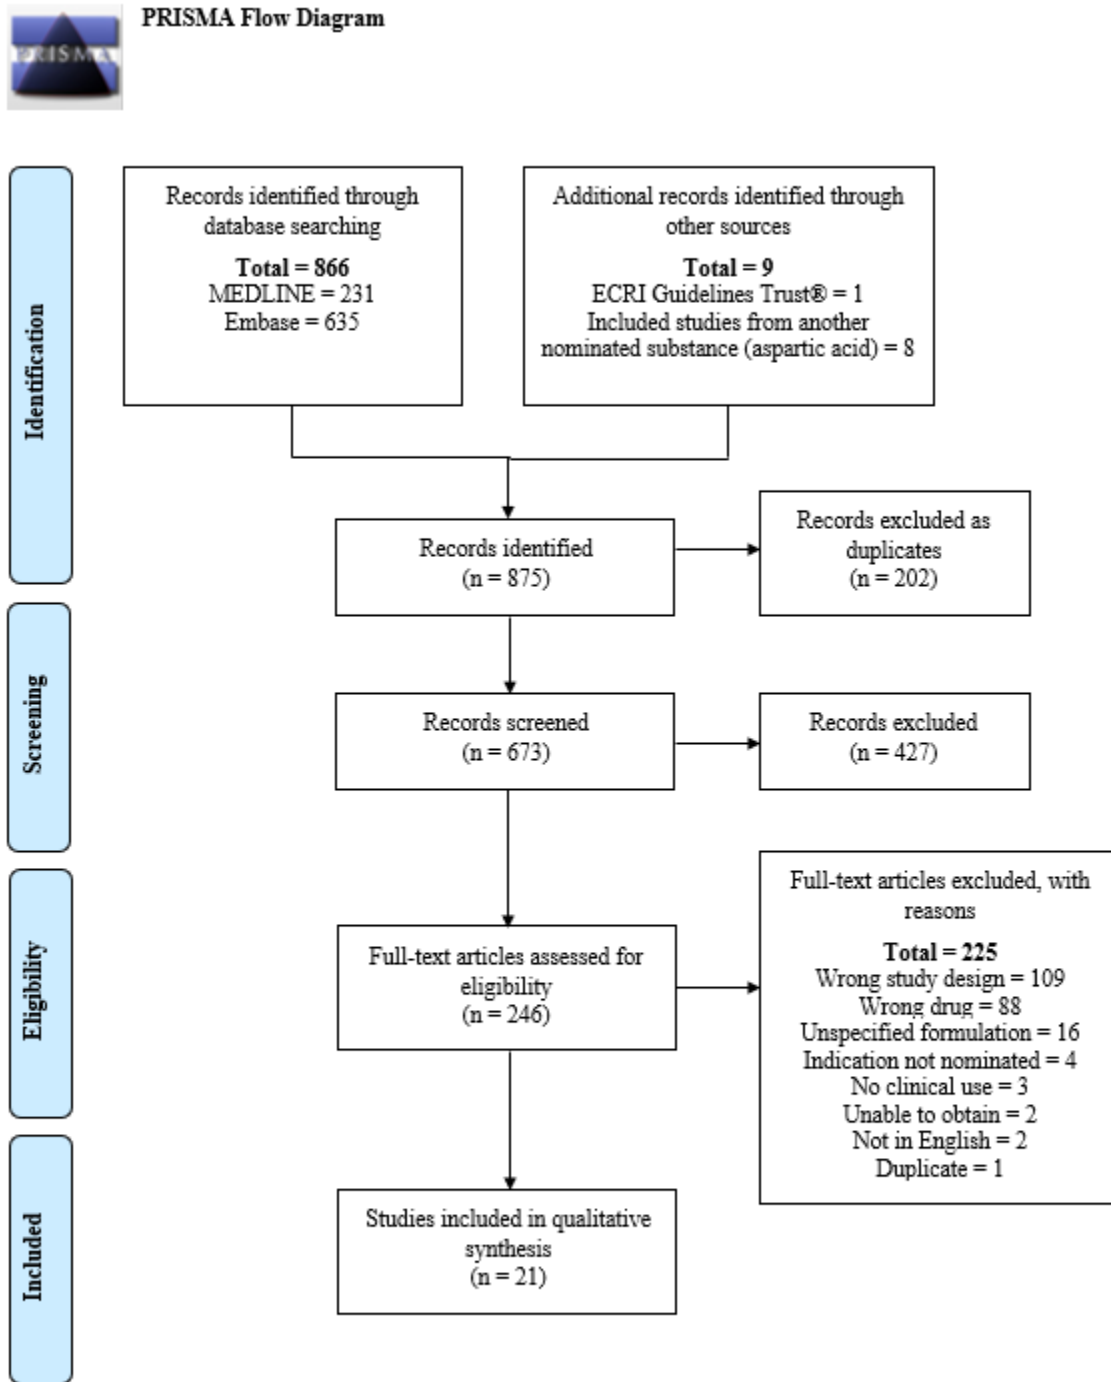 PRISMA
PRISMA Flow Diagram
Identification
Records identified through
database searching
Total = 866
MEDLINE = 231
Embase = 635
Additional records identified through
other sources
Total = 9
ECRI Guidelines Trust® = 1
Included studies from another
nominated substance (aspartic acid) = 8
Records identified
(n = 875)
Records excluded as
duplicates
(n = 202)
Screening
Records screened
(n = 673)
Records excluded
(n = 427)
Eligibility
Full-text articles assessed for
eligibility
(n = 246)
Full-text articles excluded, with
reasons
Total = 225
Wrong study design = 109
Wrong drug = 88
Unspecified formulation = 16
Indication not nominated = 4
No clinical use = 3
Unable to obtain = 2
Not in English = 2
Duplicate = 1
Included
Studies included in qualitative
synthesis
(n = 21)